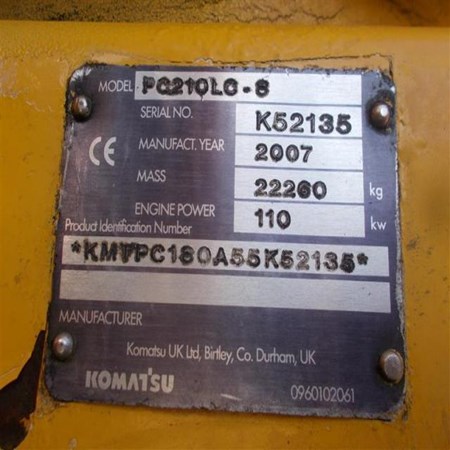 MODEL PC210LC-8
SERIAL NO. K52135
CE MANUFACT. YEAR 2007
MASS 22260 kg
ENGINE POWER 110 kw
Product Identification Number
*KMTPC180A55K52135*
MANUFACTURER
Komatsu UK Ltd, Birtley, Co. Durham, UK
KOMATSU 0960102061